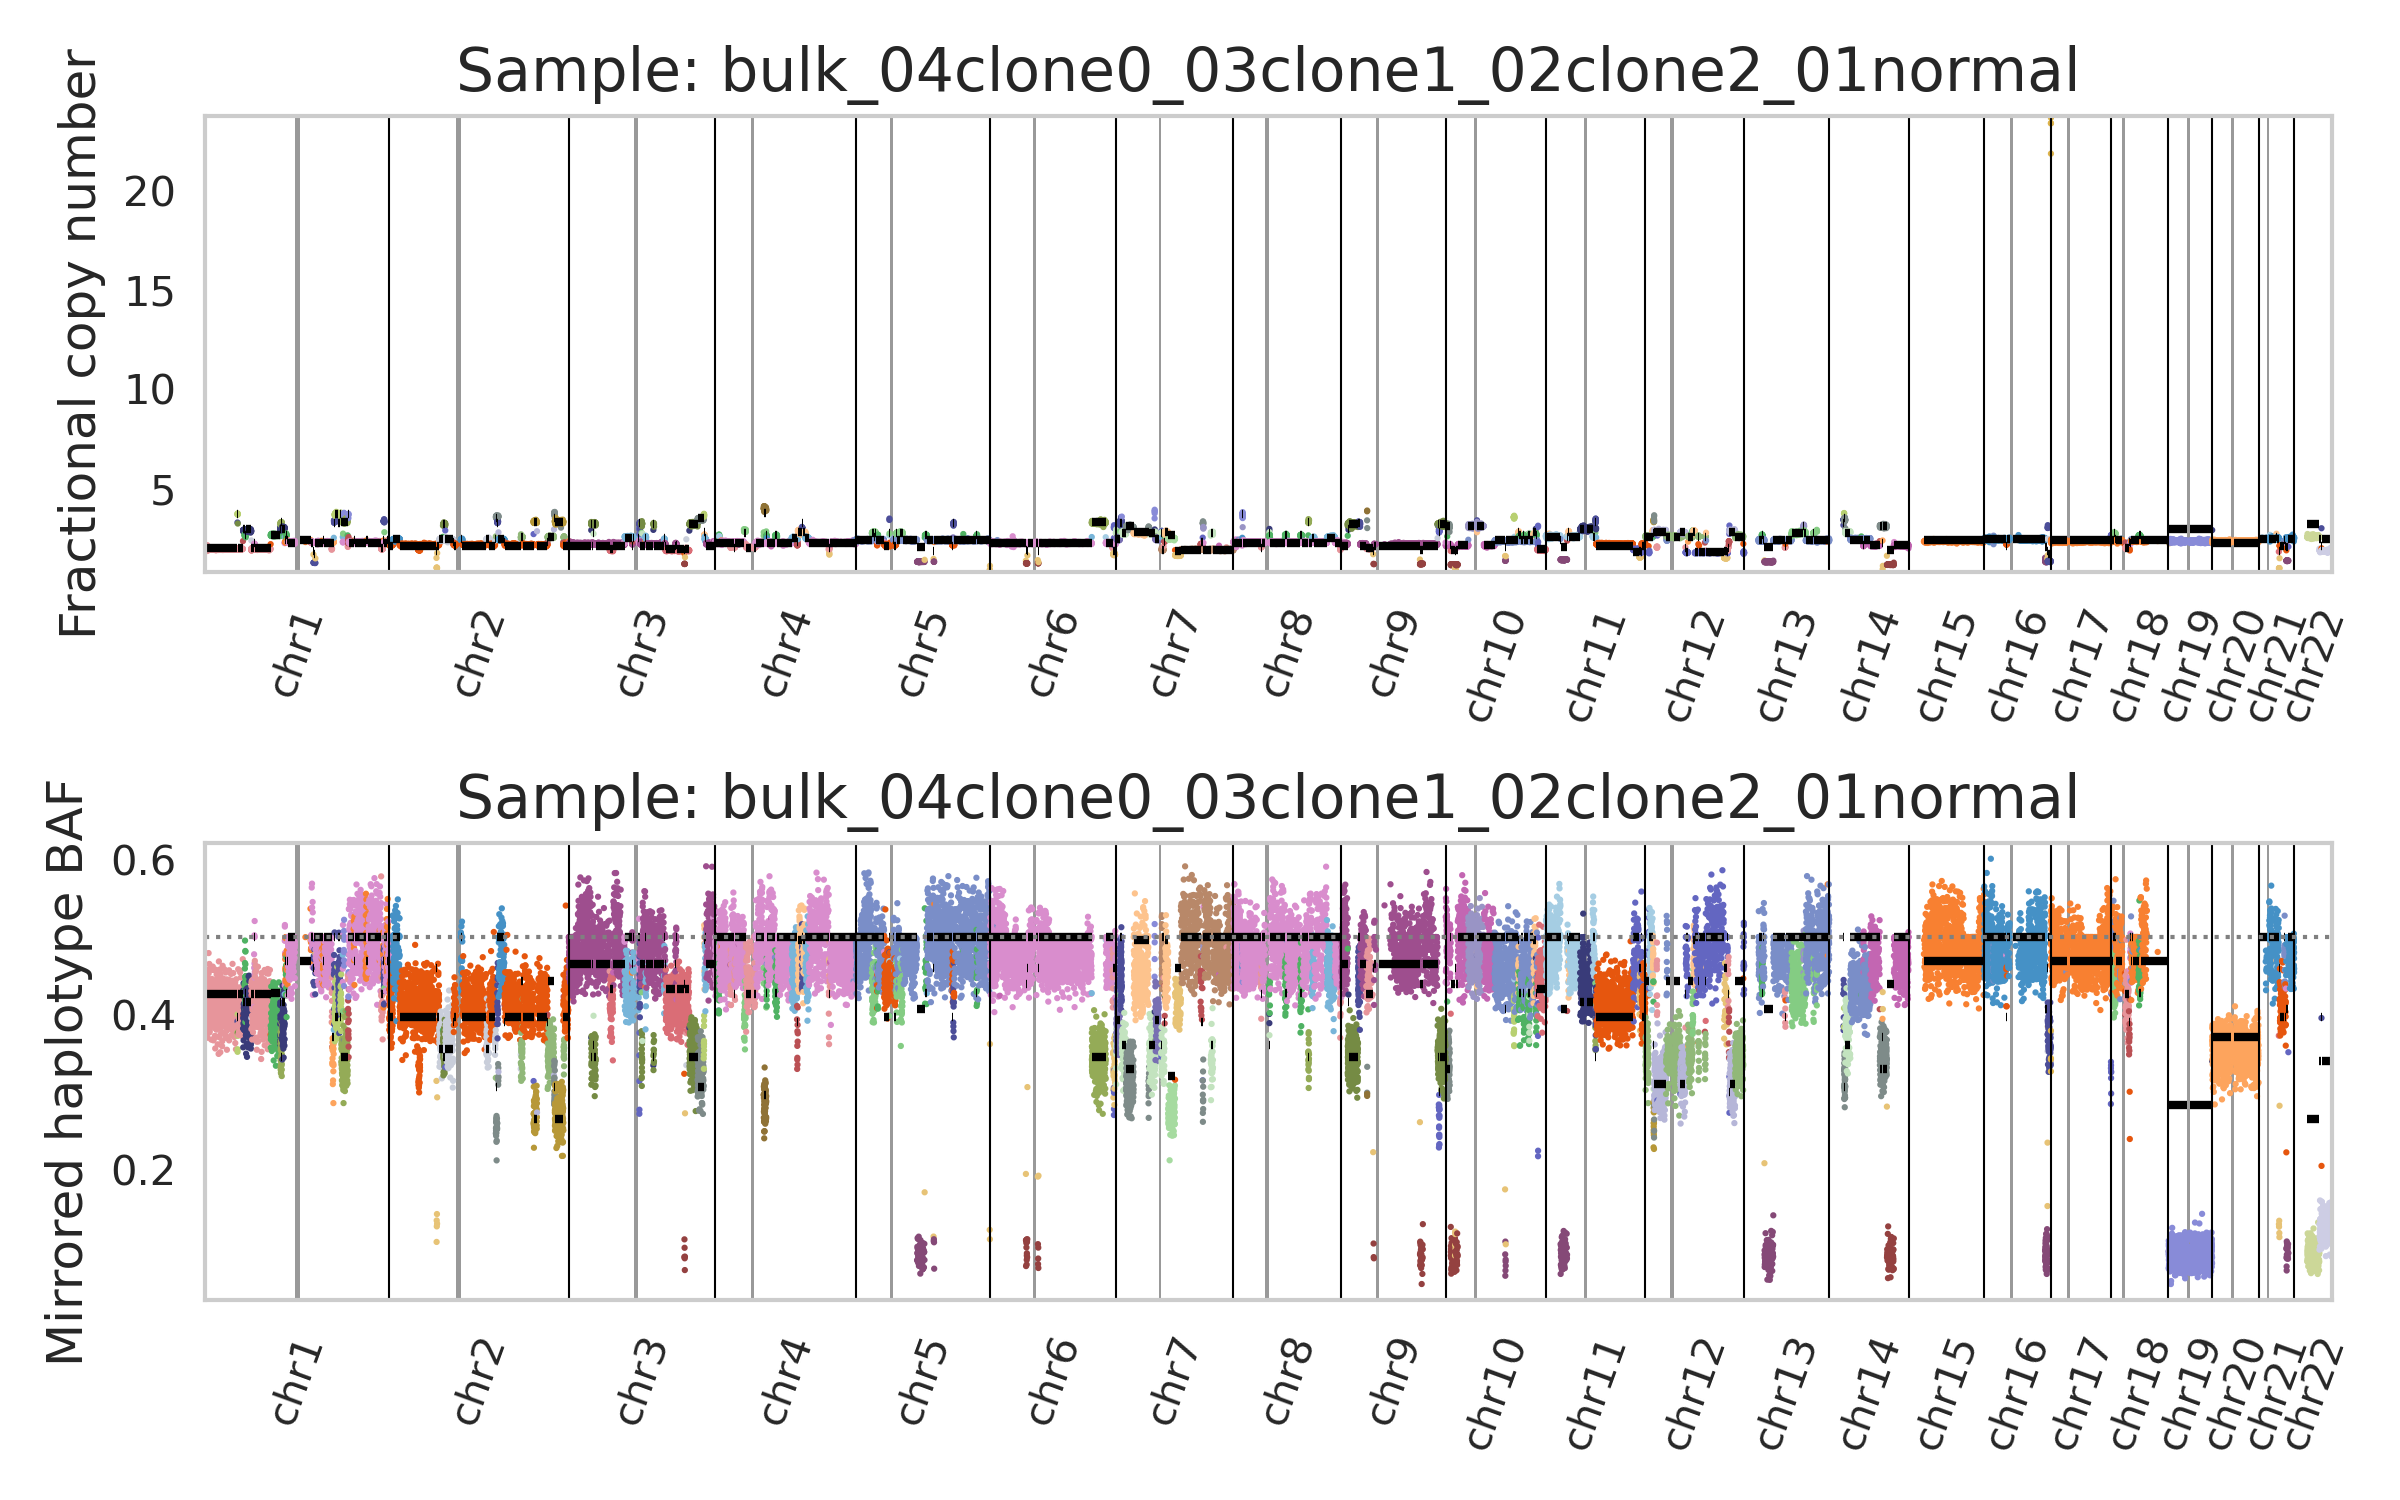 Sample: bulk_04clone0_03clone1_02clone2_01normal
Fractional copy number
20
15
10
5
chr1
chr2
chr3
chr4
chr5
chr6
chr7
chr8
chr9
chr10
chr11
chr12
chr13
chr14
chr15
chr16
chr17
chr18
chr19
chr20
chr21
chr22
Sample: bulk_04clone0_03clone1_02clone2_01normal
Mirrored haplotype BAF
0.6
0.4
0.2
chr1
chr2
chr3
chr4
chr5
chr6
chr7
chr8
chr9
chr10
chr11
chr12
chr13
chr14
chr15
chr16
chr17
chr18
chr19
chr20
chr21
chr22